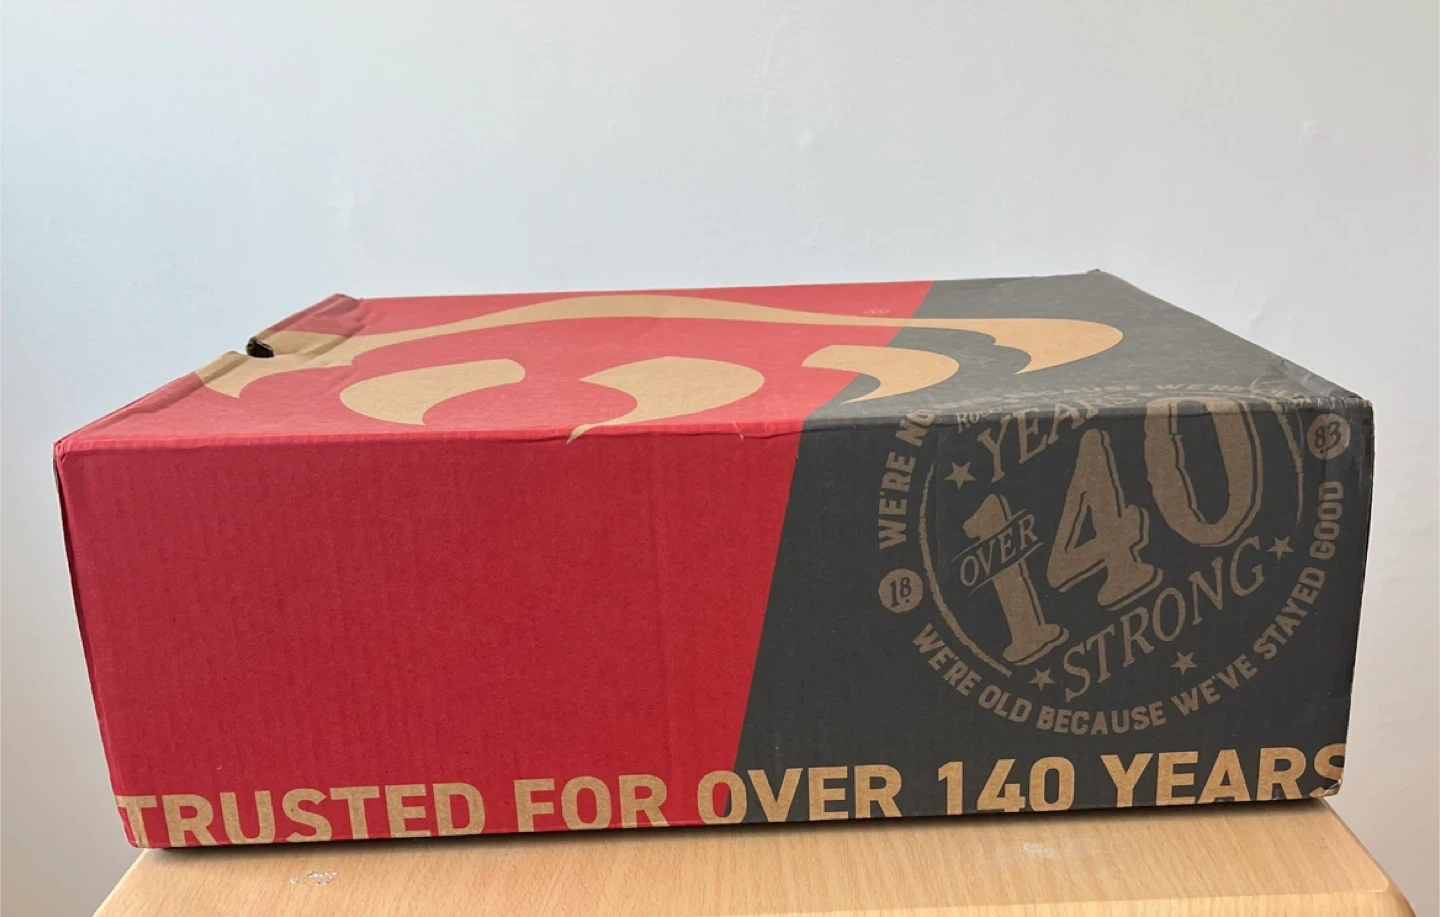 WE'RE NO
YEARS
OVER
140
STRONG
18
83
WE'RE OLD BECAUSE WE'VE STAYED GOOD
TRUSTED FOR OVER 140 YEARS